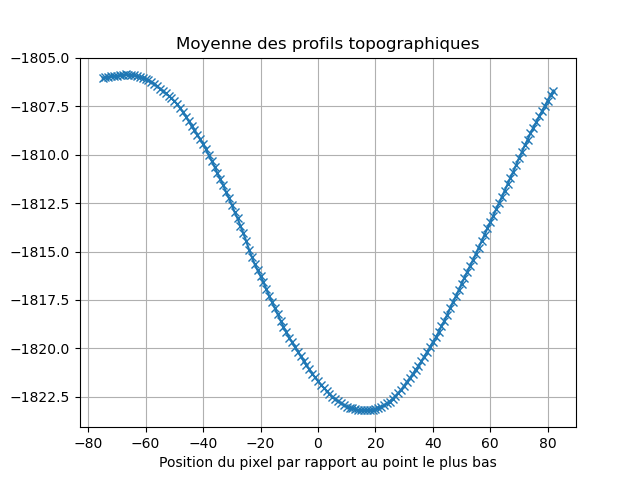 Moyenne des profils topographiques
−1805.0
−1807.5
−1810.0
−1812.5
−1815.0
−1817.5
−1820.0
−1822.5
−80 −60 −40 −20 0 20 40 60 80
Position du pixel par rapport au point le plus bas